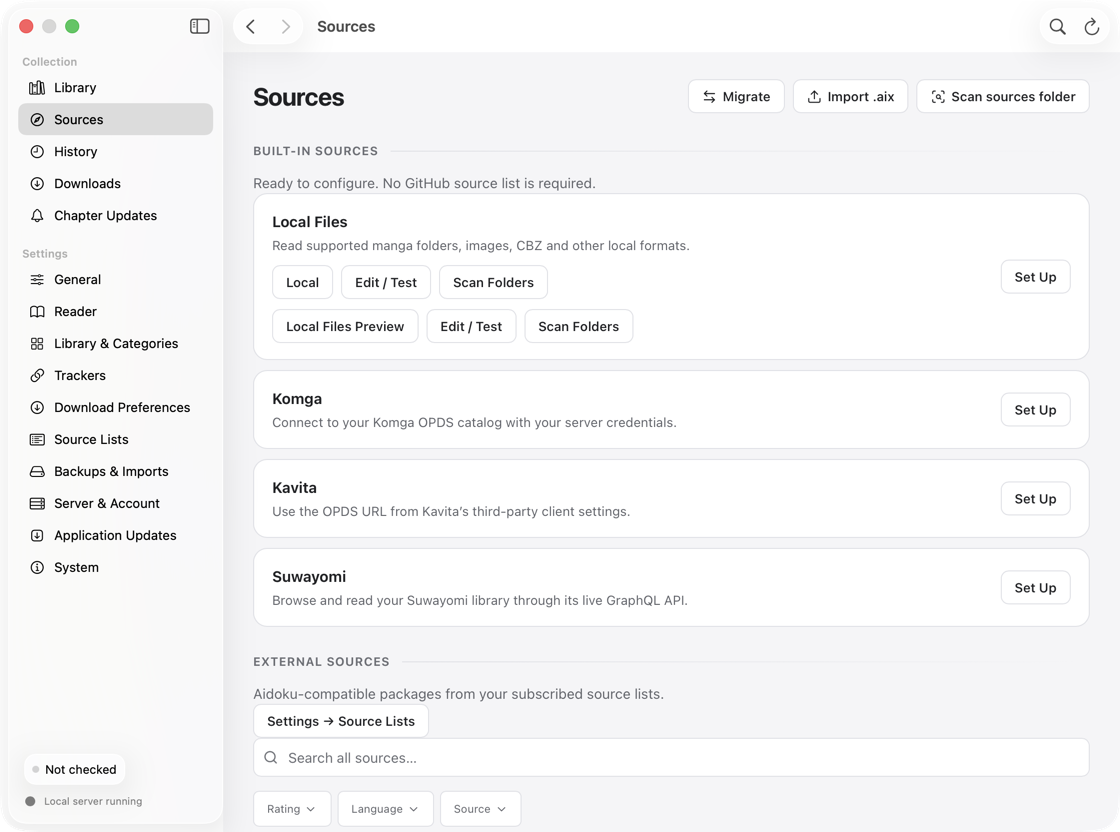 Sources
Collection
Library
Sources
History
Downloads
Chapter Updates
Settings
General
Reader
Library & Categories
Trackers
Download Preferences
Source Lists
Backups & Imports
Server & Account
Application Updates
System
Not checked
Local server running
Sources
Migrate
Import .aix
Scan sources folder
BUILT-IN SOURCES
Ready to configure. No GitHub source list is required.
Local Files
Read supported manga folders, images, CBZ and other local formats.
Local
Edit / Test
Scan Folders
Local Files Preview
Edit / Test
Scan Folders
Set Up
Komga
Connect to your Komga OPDS catalog with your server credentials.
Set Up
Kavita
Use the OPDS URL from Kavita's third-party client settings.
Set Up
Suwayomi
Browse and read your Suwayomi library through its live GraphQL API.
Set Up
EXTERNAL SOURCES
Aidoku-compatible packages from your subscribed source lists.
Settings → Source Lists
Search all sources...
Rating
Language
Source